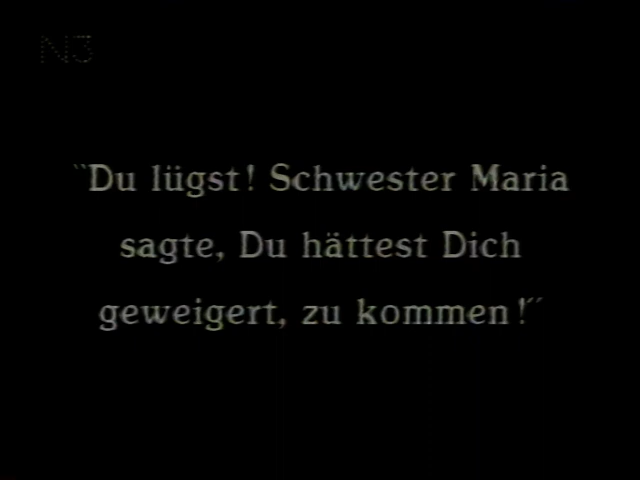 N3
``Du lügst! Schwester Maria
sagte, Du hättest Dich
geweigert, zu kommen!´´